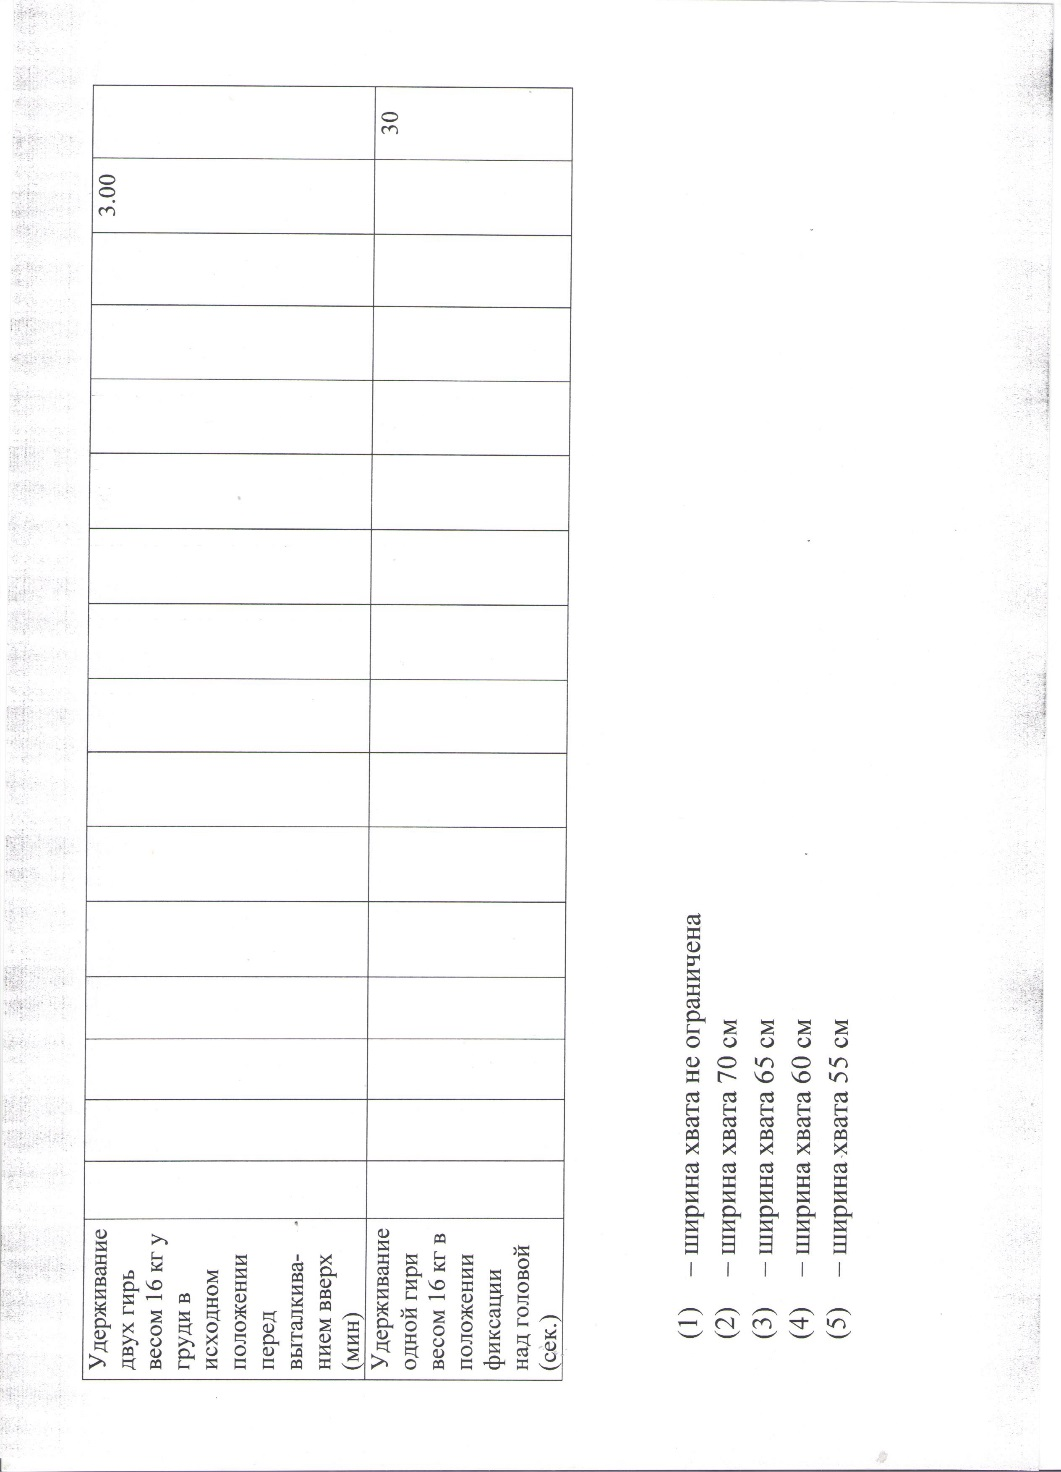 Удерживание
двух гирь
весом 16 кг у
груди в
исходном
положении
перед
выталкива-
нием вверх
(мин)
3.00
Удерживание
одной гири
весом 16 кг в
положении
фиксации
над головой
(сек.)
30
(1) – ширина хвата не ограничена
(2) – ширина хвата 70 см
(3) – ширина хвата 65 см
(4) – ширина хвата 60 см
(5) – ширина хвата 55 см